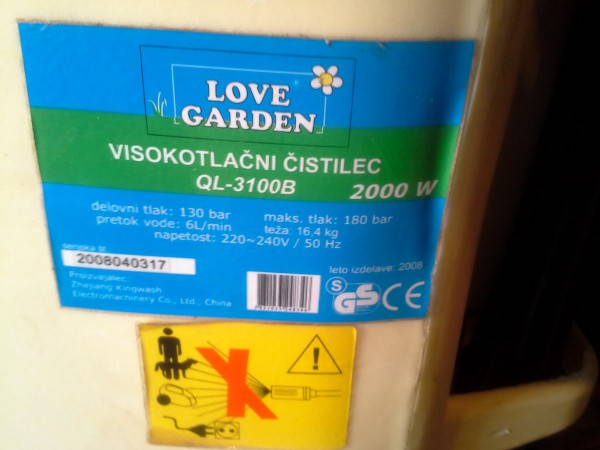 LOVE
GARDEN
VISOKOTLAČNI ČISTILEC
QL-3100B 2000 W
delovni tlak: 130 bar maks. tlak: 180 bar
pretok vode: 6L/min teža: 16,4 kg
napetost: 220~240V / 50 Hz
serijska št
2008040317
leto izdelave: 2008
Proizvajalec:
Zhejiang Kingwash
Electromachinery Co., Ltd., China
S GS CE